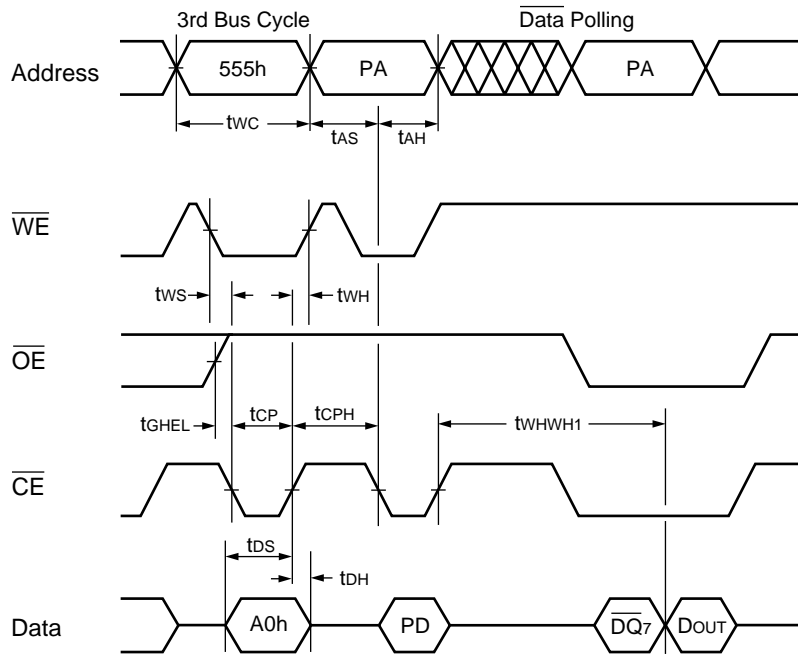 3rd Bus Cycle Data Polling
Address 555h PA PA
tWC tAS tAH
WE
tWS tWH
OE
tGHEL tCP tCPH tWHWH1
CE
tDS tDH
Data A0h PD DQ7 DOUT